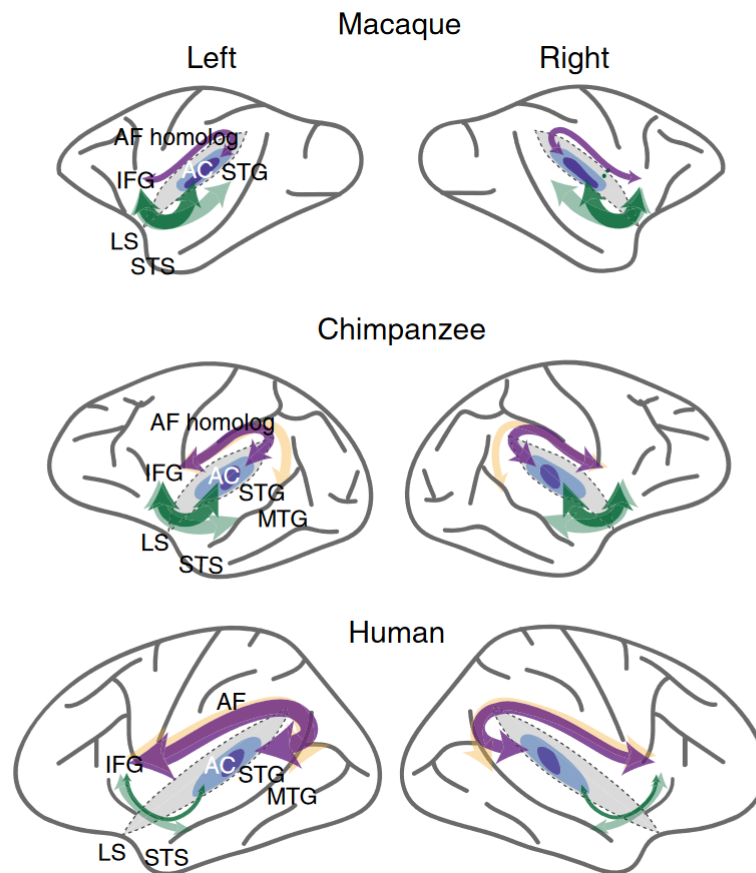 Macaque
Left Right
AF homolog
AC
IFG STG
LS
STS
Chimpanzee
AF homolog
IFG AC
STG
MTG
LS
STS
Human
AF
IFG AC
STG
MTG
LS STS